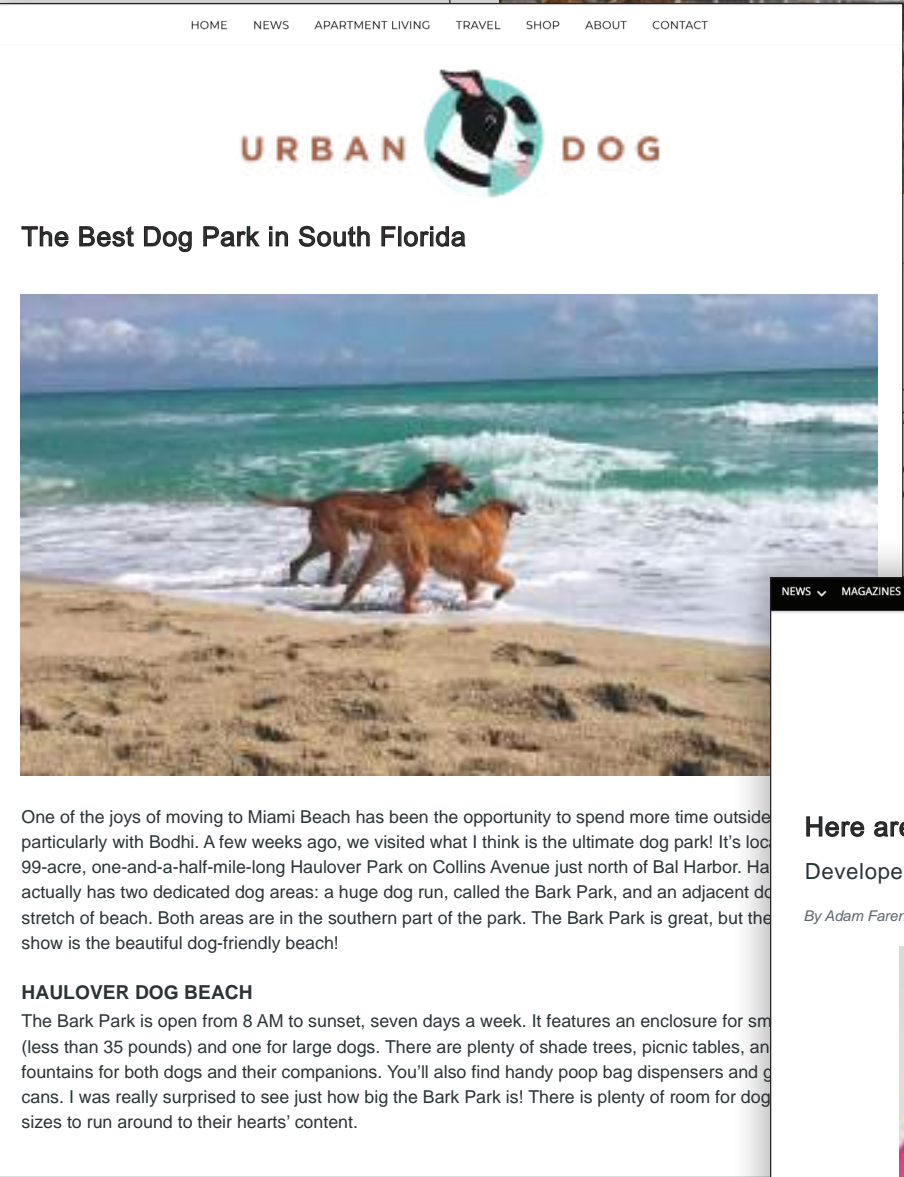 HOME NEWS APARTMENT LIVING TRAVEL SHOP ABOUT CONTACT
URBAN DOG
The Best Dog Park in South Florida
One of the joys of moving to Miami Beach has been the opportunity to spend more time outside
particularly with Bodhi. A few weeks ago, we visited what I think is the ultimate dog park! It’s
99-acre, one-and-a-half-mile-long Haulover Park on Collins Avenue just north of Bal Harbor.
actually has two dedicated dog areas: a huge dog run, called the Bark Park, and an adjacent
stretch of beach. Both areas are in the southern part of the park. The Bark Park is great, but the
show is the beautiful dog-friendly beach!
HAULOVER DOG BEACH
The Bark Park is open from 8 AM to sunset, seven days a week. It features an enclosure for
(less than 35 pounds) and one for large dogs. There are plenty of shade trees, picnic tables,
fountains for both dogs and their companions. You’ll also find handy poop bag dispensers and
cans. I was really surprised to see just how big the Bark Park is! There is plenty of room for
sizes to run around to their hearts’ content.
NEWS MAGAZINES
Here
By Adam